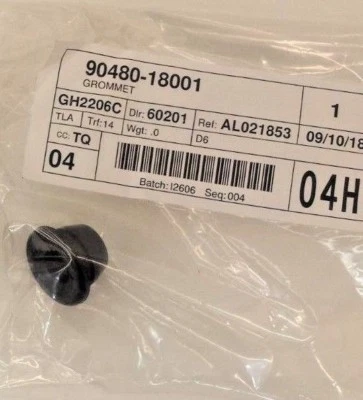 90480-18001
GROMMET
1
GH2206C Dlr: 60201 Ref: AL021853 09/10/18
TLA Trf: 14 Wgt: .0 D6
cc: TQ
04 04H
Batch: I2606 Seq: 004